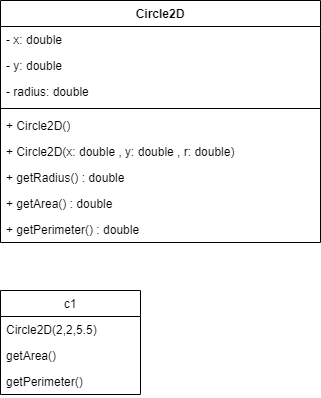 Circle2D
- x: double
- y: double
- radius: double
+ Circle2D()
+ Circle2D(x: double , y: double , r: double)
+ getRadius() : double
+ getArea() : double
+ getPerimeter() : double
c1
Circle2D(2,2,5.5)
getArea()
getPerimeter()